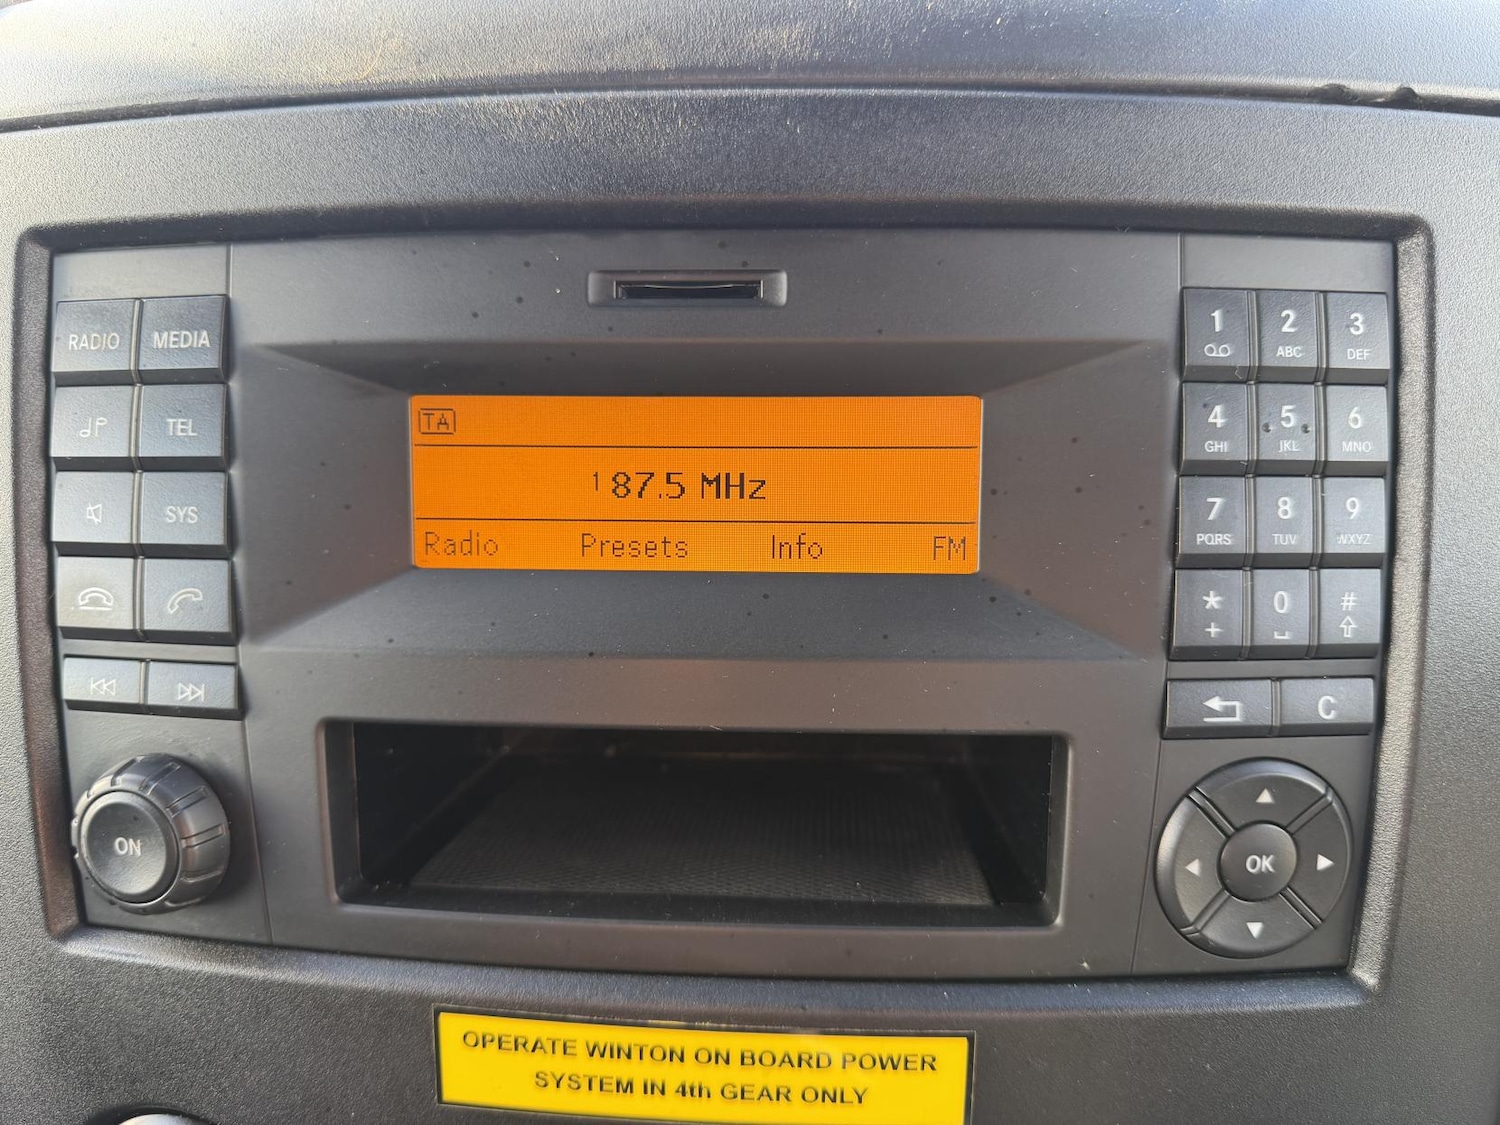 RADIO MEDIA
TEL
SYS
ON
TA
1 87.5 MHz
Radio Presets Info FM
1 2 ABC 3 DEF
4 GHI 5 JKL 6 MNO
7 PQRS 8 TUV 9 WXYZ
* + 0 #
C
OK
OPERATE WINTON ON BOARD POWER
SYSTEM IN 4th GEAR ONLY